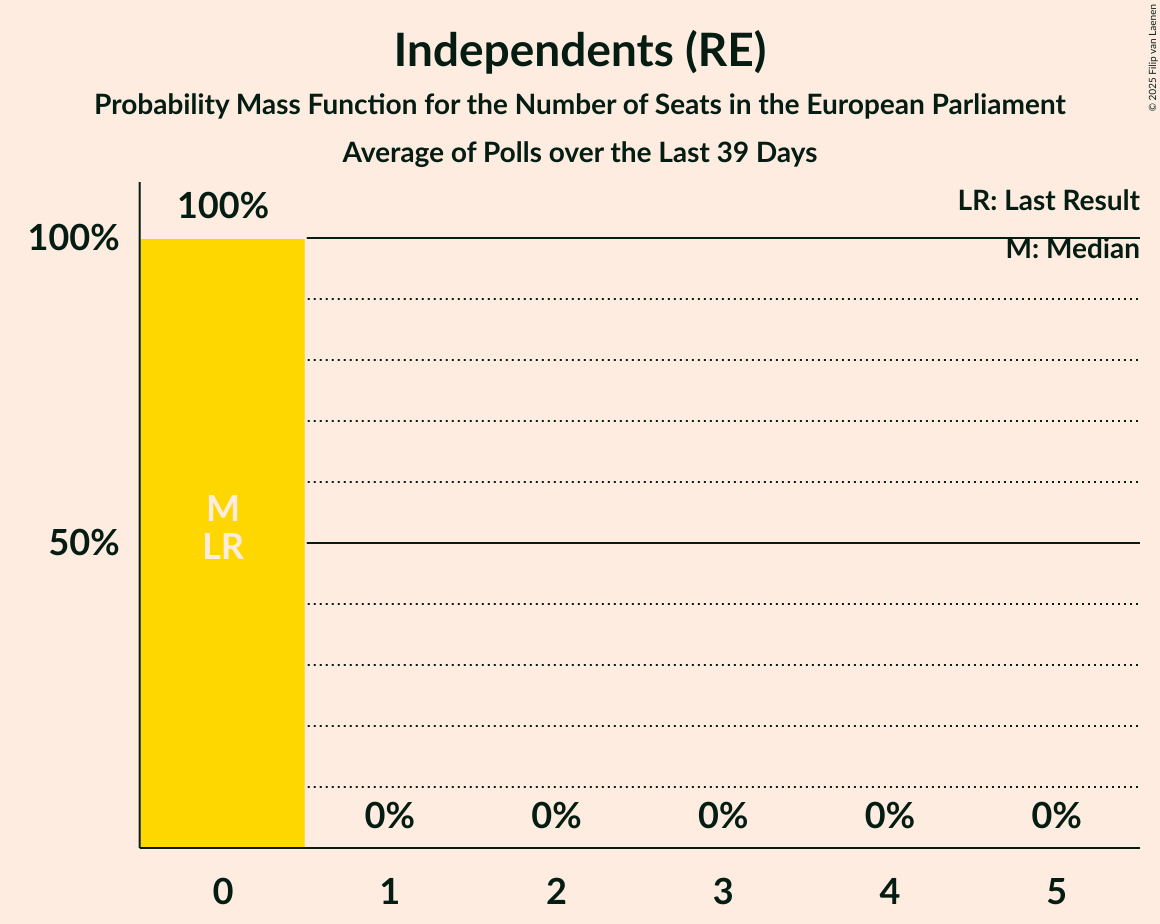 Independents (RE)
Probability Mass Function for the Number of Seats in the European Parliament
Average of Polls over the Last 39 Days
© 2025 Filip van Laenen
LR: Last Result
M: Median
100%
100%
50%
M
LR
0% 0% 0% 0% 0%
0 1 2 3 4 5